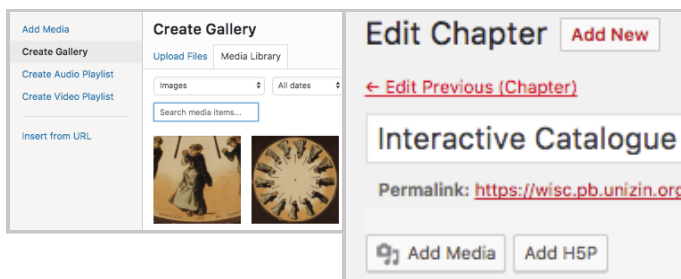 Add Media
Create Gallery
Create Audio Playlist
Create Video Playlist
Insert from URL
Create Gallery
Upload Files Media Library
Images All dates
Search media items...
Edit Chapter Add New
← Edit Previous (Chapter)
Interactive Catalogue
Permalink: https://wisc.pb.unizin.org
Add Media Add H5P